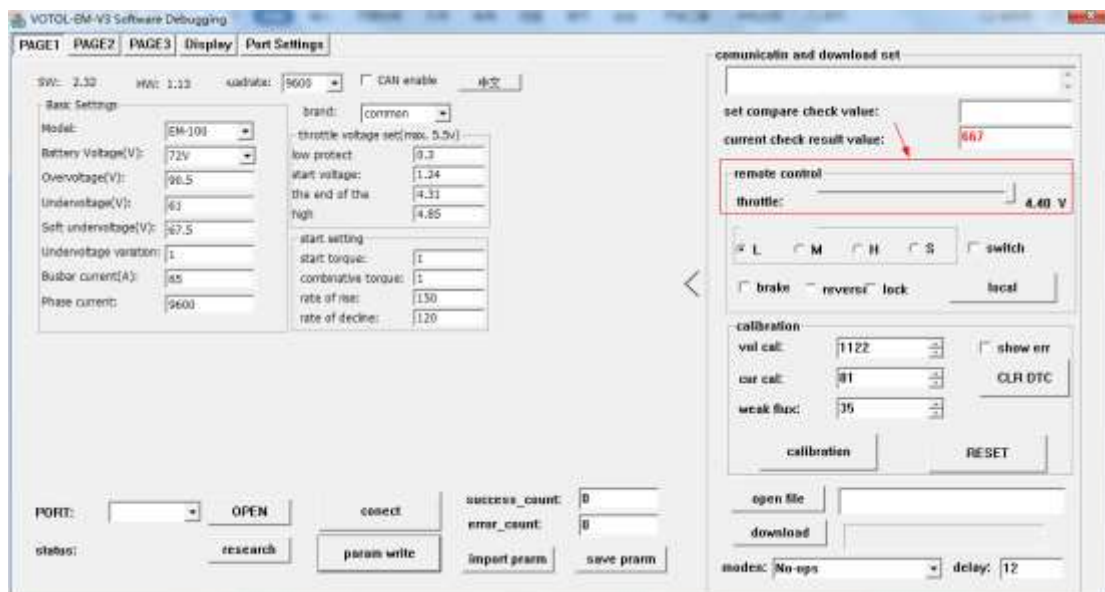 VOTOL-EM-V3 Software Debugging
PAGE1 PAGE2 PAGE3 Display Port Settings
SW: 2.32 HW: 1.13 9600 CAN enable 中文
Basic Settings
Model: EM-100
Battery Voltage(V): 72V
Overvoltage(V): 90.5
Undervoltage(V): 61
Soft undervoltage(V): 67.5
Undervoltage variation: 1
Busbar current(A): 65
Phase current: 9600
brand: common
throttle voltage set(max. 5.5v)
low protect 0.3
start voltage: 1.24
the end of the 4.31
high 4.85
start setting
start torque: 1
combinative torque: 1
rate of rise: 150
rate of decline: 120
PORT: OPEN conect
success_count: 0
error_count: 0
status: research param write import prarm save prarm
<
comunicatin and download set
set compare check value:
current check result value: 667
remote control
throttle: 4.40 V
L M H S switch
brake reversi lock local
calibration
vol cal: 1122 show err
cur cal: 81 CLR DTC
weak flux: 35
calibration RESET
open file
download
modes: No-ops delay: 12